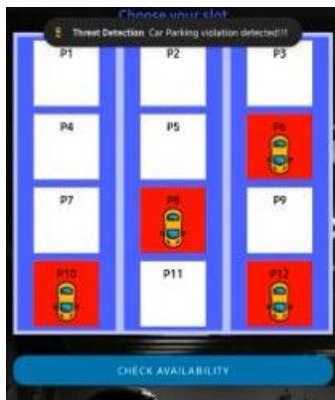 Choose your slot
Threat Detection Car Parking violation detected!!!
P1 P2 P3
P4 P5 P6
P7 P8 P9
P10 P11 P12
CHECK AVAILABILITY